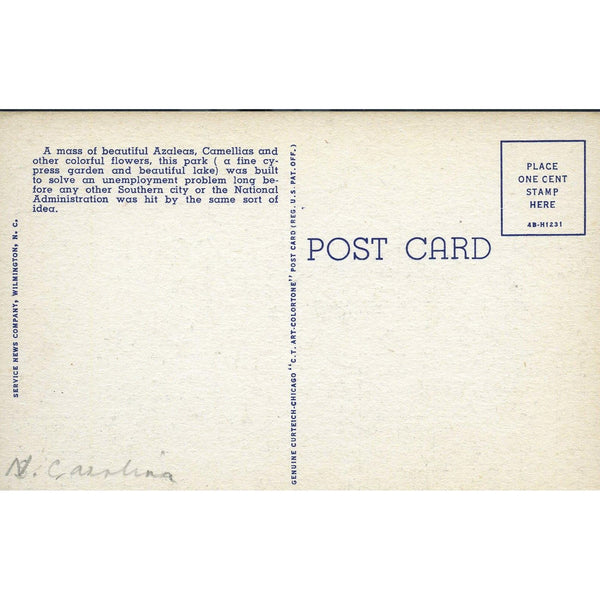 A mass of beautiful Azaleas, Camellias and
other colorful flowers, this park ( a fine cy-
press garden and beautiful lake) was built
to solve an unemployment problem long be-
fore any other Southern city or the National
Administration was hit by the same sort of
idea.
SERVICE NEWS COMPANY, WILMINGTON, N. C.
N. Carolina
GENUINE CURTEICH-CHICAGO "C.T. ART-COLORTONE" POST CARD (REG. U.S. PAT. OFF.)
POST CARD
PLACE
ONE CENT
STAMP
HERE
4B-H1231